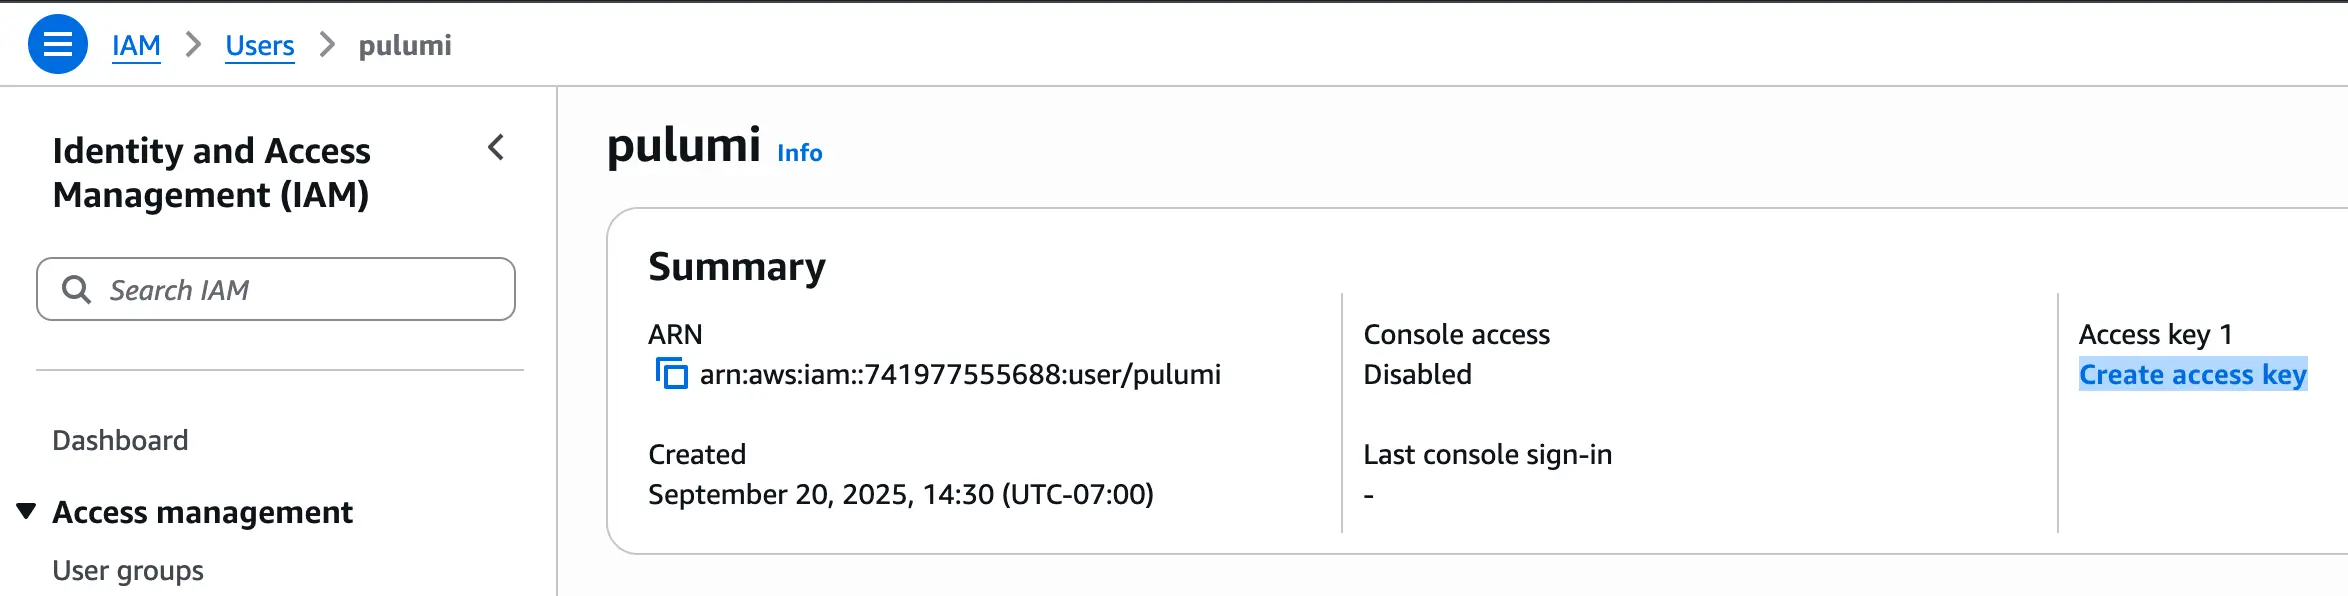 IAM > Users > pulumi
Identity and Access
Management (IAM)
Search IAM
Dashboard
Access management
User groups
pulumi Info
Summary
ARN
arn:aws:iam::741977555688:user/pulumi
Created
September 20, 2025, 14:30 (UTC-07:00)
Console access
Disabled
Last console sign-in
-
Access key 1
Create access key